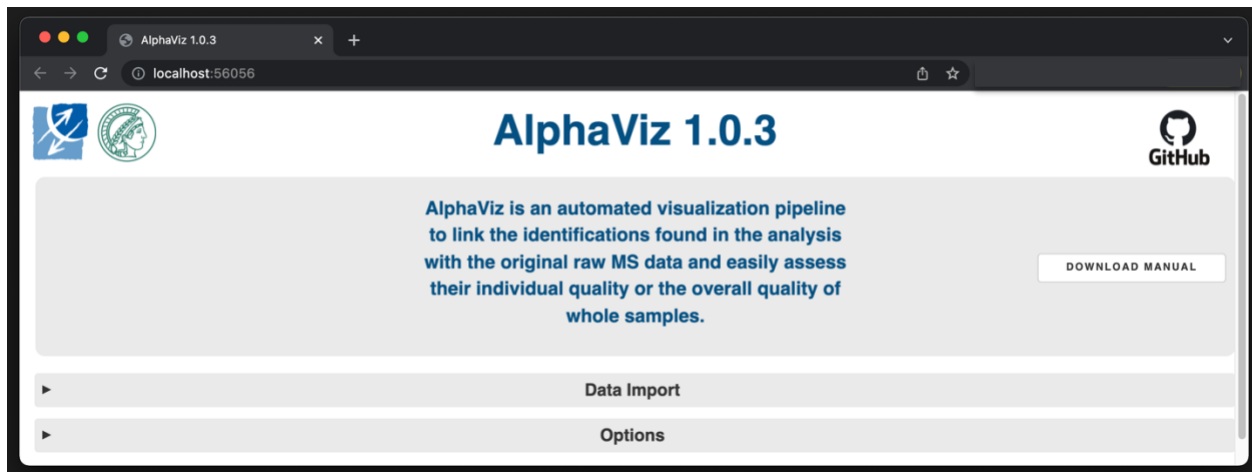 AlphaViz 1.0.3
localhost:56056
AlphaViz 1.0.3
GitHub
AlphaViz is an automated visualization pipeline
to link the identifications found in the analysis
with the original raw MS data and easily assess
their individual quality or the overall quality of
whole samples.
DOWNLOAD MANUAL
Data Import
Options